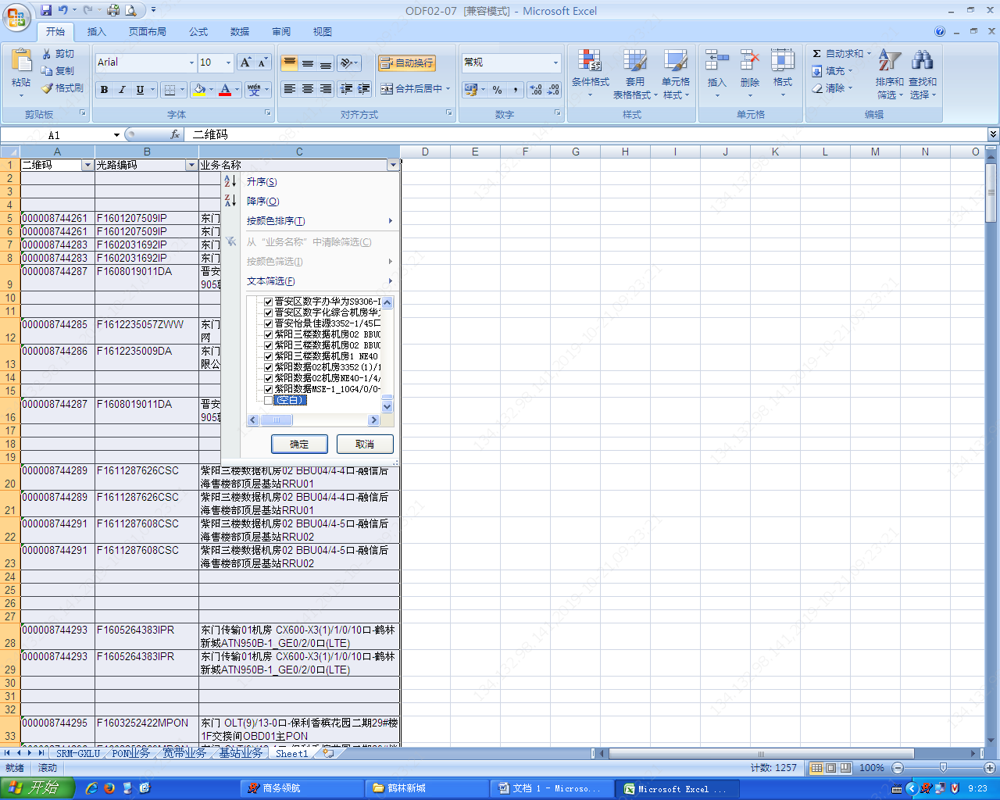 ODF02-07 [兼容模式] - Microsoft Excel
开始 插入 页面布局 公式 数据 审阅 视图
粘贴 剪切 复制 格式刷 剪贴板
Arial 10 字体
自动换行 合并后居中 对齐方式
常规 数字
条件格式 套用表格格式 单元格样式 样式
插入 删除 格式 单元格
Σ 自动求和 填充 清除 排序和筛选 查找和选择 编辑
A1 fx 二维码
A B C D E F G H I J K L M N O
1 二维码 光路编码 业务名称
2
3
4
5 000008744261 F1601207509IP 东门
6 000008744261 F1601207509IP 东门
7 000008744283 F1602031692IP 东门
8 000008744283 F1602031692IP 东门
9 000008744287 F1608019011DA 晋安
905
10
11
12 000008744285 F1612235057ZWW 东门
网
13 000008744286 F1612235009DA 东门
限公
14
15
16 000008744287 F1608019011DA 晋安
905
17
18
19
升序(S)
降序(O)
按颜色排序(T)
从“业务名称”中清除筛选(C)
按颜色筛选(I)
文本筛选(F)
晋安区数字办华为S9306-
晋安区数字化综合机房华
晋安怡景佳源3352-1/45口
紫阳三楼数据机房02 BBU
紫阳三楼数据机房02 BBU
紫阳三楼数据机房1 NE40
紫阳数据02机房3352(1)/1
紫阳数据02机房NE40-1/4/
紫阳数据MSE-1_10G4/0/0-
(空白)
确定 取消
20 000008744289 F1611287626CSC 紫阳三楼数据机房02 BBU04/4-4口-融信后
海售楼部顶层基站RRU01
21 000008744289 F1611287626CSC 紫阳三楼数据机房02 BBU04/4-4口-融信后
海售楼部顶层基站RRU01
22 000008744291 F1611287608CSC 紫阳三楼数据机房02 BBU04/4-5口-融信后
海售楼部顶层基站RRU02
23 000008744291 F1611287608CSC 紫阳三楼数据机房02 BBU04/4-5口-融信后
海售楼部顶层基站RRU02
24
25
26
27
28 000008744293 F1605264383IPR 东门传输01机房 CX600-X3(1)/1/0/10口-鹤林
新城ATN950B-1_GE0/2/0口(LTE)
29 000008744293 F1605264383IPR 东门传输01机房 CX600-X3(1)/1/0/10口-鹤林
新城ATN950B-1_GE0/2/0口(LTE)
30
31
32
33 000008744295 F1603252422MPON 东门 OLT(9)/13-0口-保利香槟花园二期29#楼
1F交接间OBD01主PON
SRM-GXLU PON业务 宽带业务 基站业务 Sheet1
就绪 滚动 计数: 1257 100%
开始 商务领航 鹤林新城 文档 1 - Microso... Microsoft Excel ... 9:23
134.132.98.141,2019-10-21,09:23:21